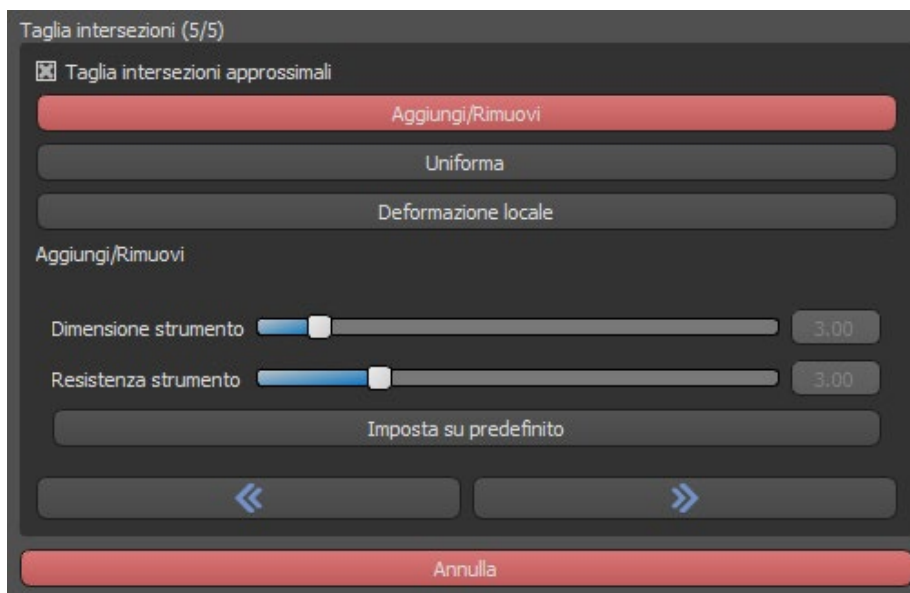 Taglia intersezioni (5/5)
Taglia intersezioni approssimali
Aggiungi/Rimuovi
Uniforma
Deformazione locale
Aggiungi/Rimuovi
Dimensione strumento 3.00
Resistenza strumento 3.00
Imposta su predefinito
Annulla